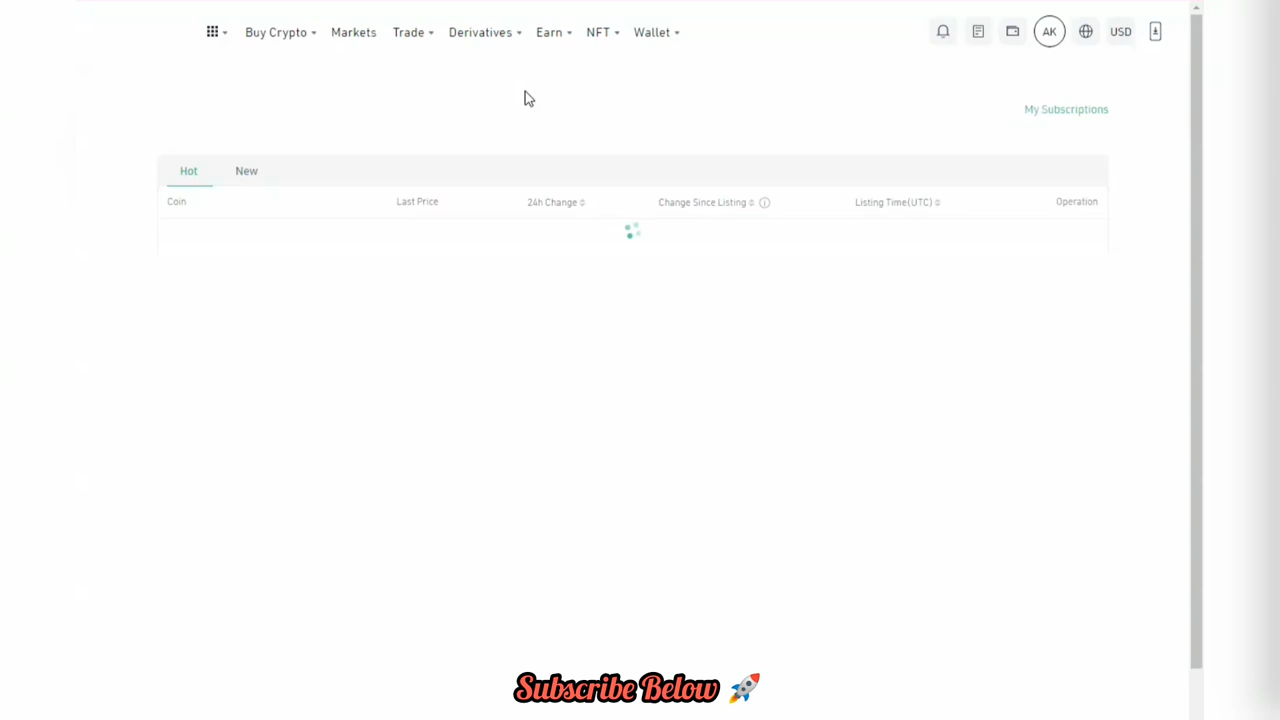 Buy Crypto Markets Trade Derivatives Earn NFT Wallet AK USD
My Subscriptions
Hot New
Coin Last Price 24h Change Change Since Listing Listing Time(UTC) Operation
Subscribe Below 🚀